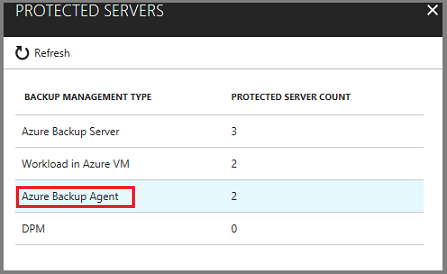 PROTECTED SERVERS
Refresh
BACKUP MANAGEMENT TYPE PROTECTED SERVER COUNT
Azure Backup Server 3
Workload in Azure VM 2
Azure Backup Agent 2
DPM 0